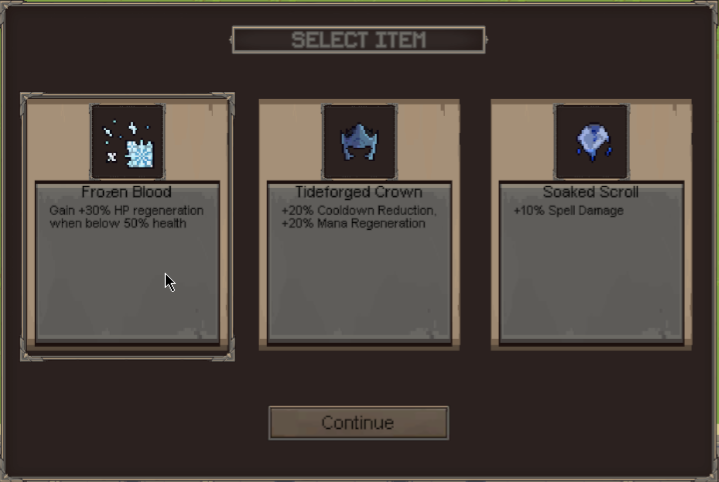 SELECT ITEM
Frozen Blood
Gain +30% HP regeneration
when below 50% health
Tideforged Crown
+20% Cooldown Reduction,
+20% Mana Regeneration
Soaked Scroll
+10% Spell Damage
Continue